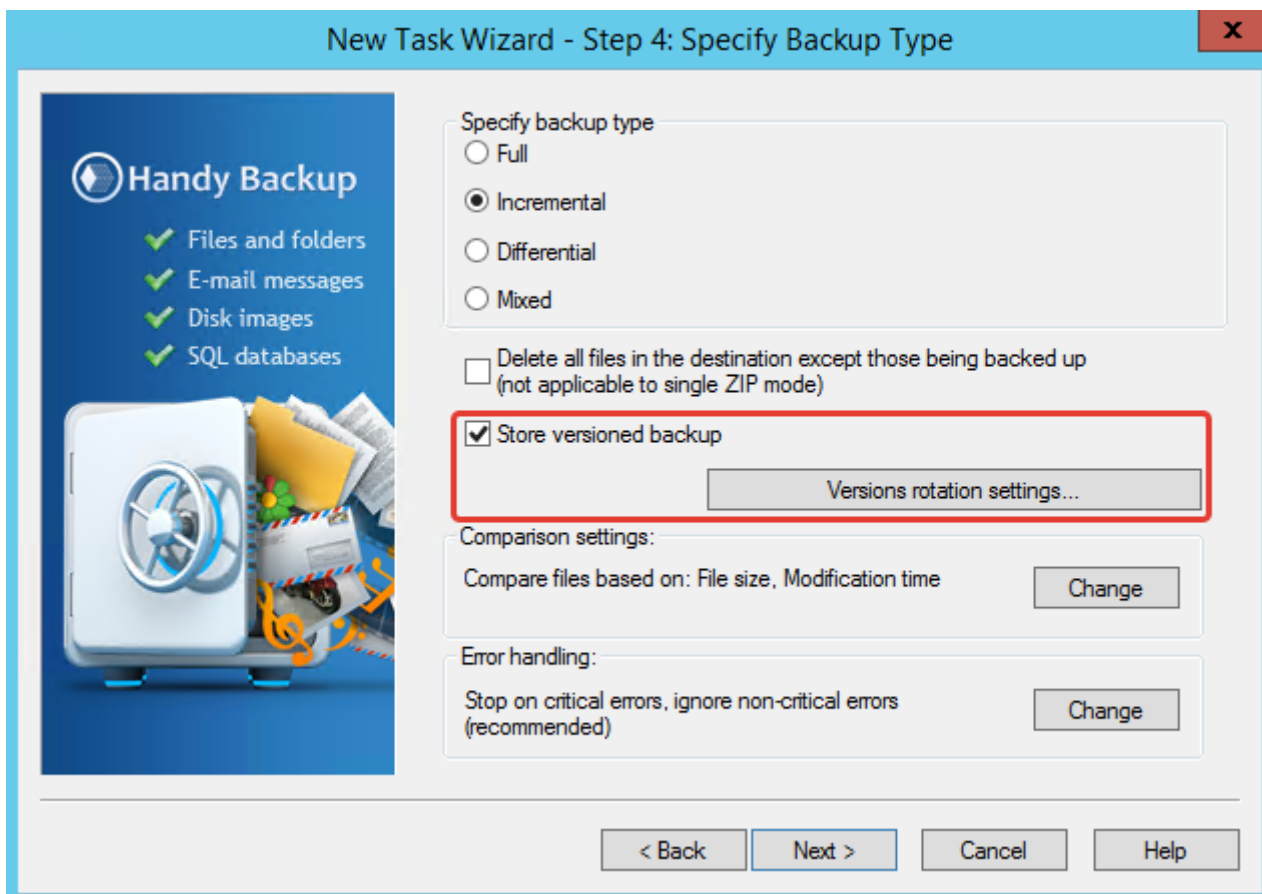 New Task Wizard - Step 4: Specify Backup Type
x
Handy Backup
Files and folders
E-mail messages
Disk images
SQL databases
Specify backup type
Full
Incremental
Differential
Mixed
Delete all files in the destination except those being backed up
(not applicable to single ZIP mode)
Store versioned backup
Versions rotation settings...
Comparison settings:
Compare files based on: File size, Modification time
Change
Error handling:
Stop on critical errors, ignore non-critical errors
(recommended)
Change
< Back
Next >
Cancel
Help